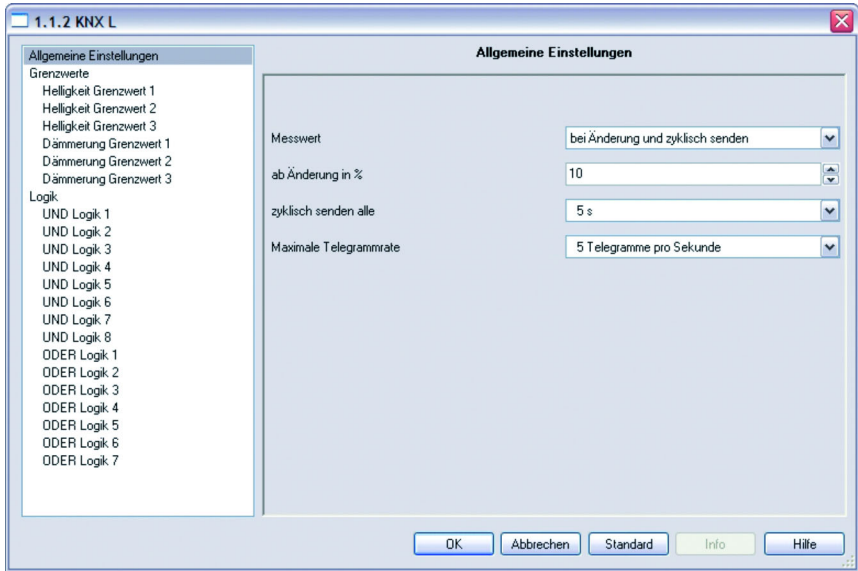 1.1.2 KNX L
Allgemeine Einstellungen
Grenzwerte
Helligkeit Grenzwert 1
Helligkeit Grenzwert 2
Helligkeit Grenzwert 3
Dämmerung Grenzwert 1
Dämmerung Grenzwert 2
Dämmerung Grenzwert 3
Logik
UND Logik 1
UND Logik 2
UND Logik 3
UND Logik 4
UND Logik 5
UND Logik 6
UND Logik 7
UND Logik 8
ODER Logik 1
ODER Logik 2
ODER Logik 3
ODER Logik 4
ODER Logik 5
ODER Logik 6
ODER Logik 7
Allgemeine Einstellungen
Messwert bei Änderung und zyklisch senden
ab Änderung in % 10
zyklisch senden alle 5 s
Maximale Telegrammrate 5 Telegramme pro Sekunde
OK Abbrechen Standard Info Hilfe